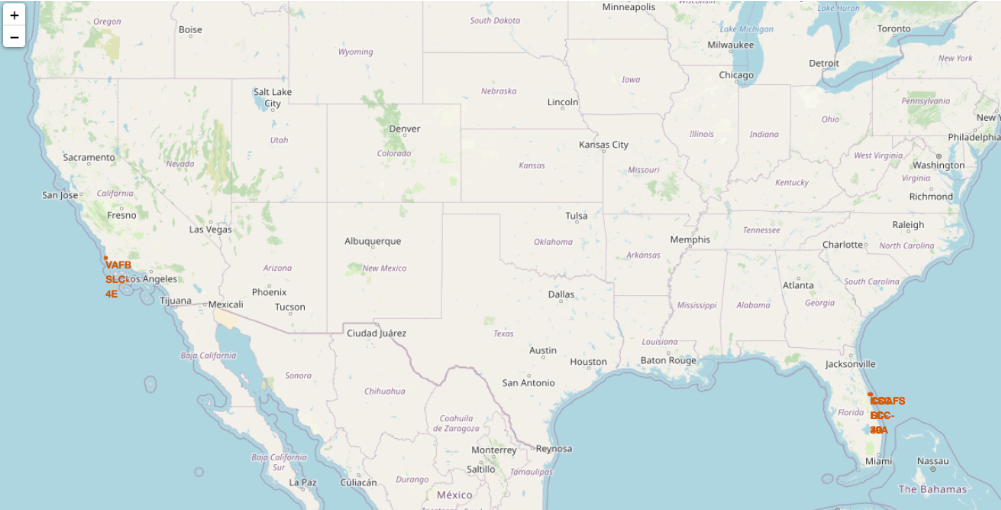 +
−
Oregon
Boise
South Dakota
Minneapolis
Wisconsin
Lake Michigan
Lake Huron
Toronto
Wyoming
Milwaukee
Detroit
New York
Chicago
Iowa
Salt Lake
City
Nebraska
Lincoln
Pennsylvania
New Y
Philadelphia
Denver
Utah
Colorado
Illinois
Indiana
Ohio
Sacramento
Nevada
Kansas City
Washington
San Jose
California
Kansas
Missouri
West Virginia
Virginia
Kentucky
Richmond
Fresno
Las Vegas
Tulsa
Raleigh
Albuquerque
Oklahoma
Memphis
Tennessee
Charlotte
North Carolina
Arkansas
VAFB
SLC-
4E
Los Angeles
Arizona
New Mexico
South Carolina
Atlanta
Phoenix
Tucson
Tijuana
Mexicali
Dallas
Mississippi
Alabama
Georgia
Ciudad Juárez
Texas
Louisiana
Baja California
Austin
Houston
Baton Rouge
Jacksonville
Sonora
Chihuahua
San Antonio
Florida
Coahuila
de Zaragoza
Monterrey
Reynosa
Baja California
Sur
Saltillo
Miami
Nassau
La Paz
Culiacán
Durango
Tamaulipas
The Bahamas
México